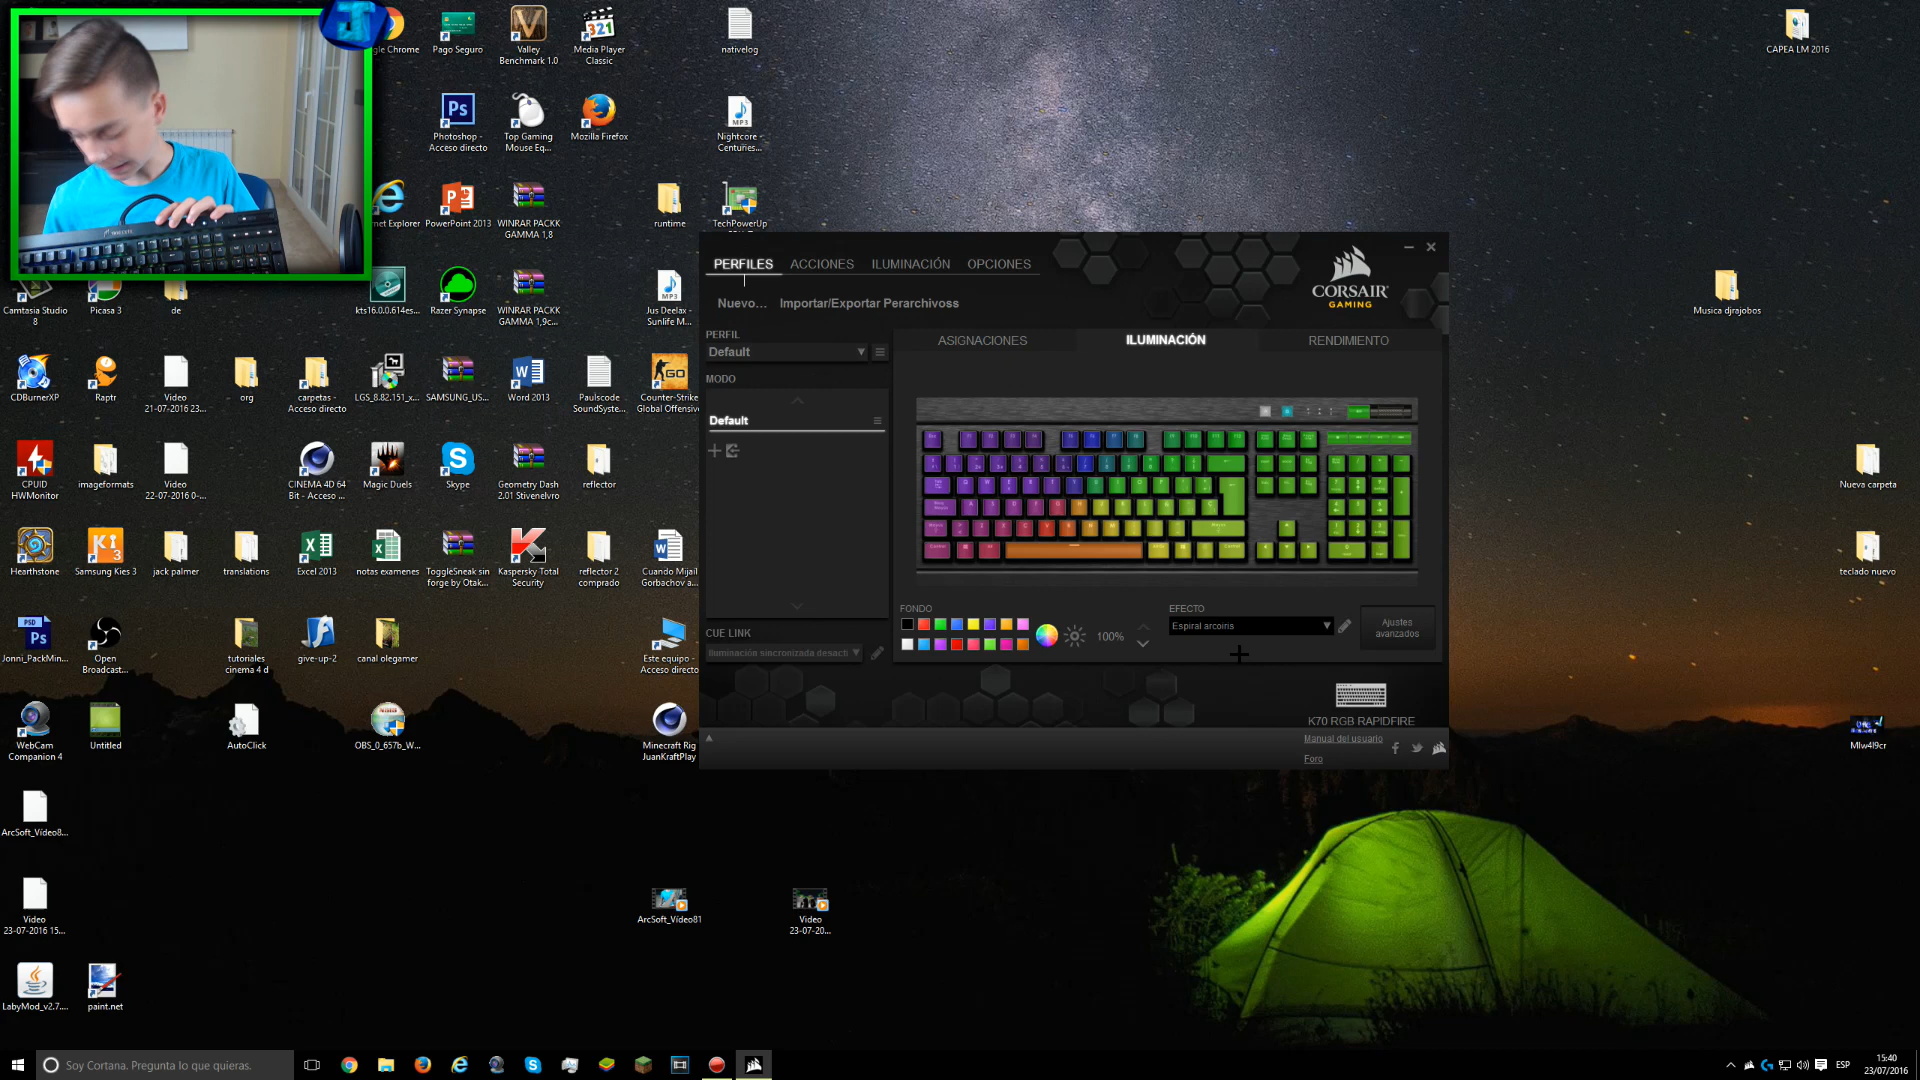 gle Chrome
Pago Seguro
Valley
Benchmark 1.0
Media Player
Classic
nativelog
CAPEA LM 2016
Photoshop -
Acceso directo
Top Gaming
Mouse Eq...
Mozilla Firefox
Nightcore -
Centuries...
net Explorer
PowerPoint 2013
WINRAR PACKK
GAMMA 1,8
runtime
TechPowerUp
Camtasia Studio
8
Picasa 3
de
kts16.0.0.614es...
Razer Synapse
WINRAR PACKK
GAMMA 1,9c...
Jus Deelax -
Sunlife M...
Musica djrajobos
PERFILES
ACCIONES
ILUMINACIÓN
OPCIONES
CORSAIR
GAMING
Nuevo...
Importar/Exportar Perarchivoss
PERFIL
Default
ASIGNACIONES
ILUMINACIÓN
RENDIMIENTO
MODO
Default
CDBurnerXP
Raptr
Video
21-07-2016 23...
org
carpetas -
Acceso directo
LGS_8.82.151_x...
SAMSUNG_US...
Word 2013
Paulscode
SoundSyste...
Counter-Strike
Global Offensive
CPUID
HWMonitor
imageformats
Video
22-07-2016 0-...
CINEMA 4D 64
Bit - Acceso ...
Magic Duels
Skype
Geometry Dash
2.01 Stivenelvro
reflector
Nueva carpeta
Hearthstone
Samsung Kies 3
jack palmer
translations
Excel 2013
notas examenes
ToggleSneak sin
forge by Otak...
Kaspersky Total
Security
reflector 2
comprado
Cuando Mijail
Gorbachov a...
teclado nuevo
FONDO
100%
EFECTO
Espiral arcoiris
Ajustes
avanzados
CUE LINK
Iluminación sincronizada desacti
Jonni_PackMin...
Open
Broadcast...
tutoriales
cinema 4 d
give-up-2
canal olegamer
Este equipo -
Acceso directo
K70 RGB RAPIDFIRE
Manual del usuario
Foro
WebCam
Companion 4
Untitled
AutoClick
OBS_0_657b_W...
Minecraft Rig
JuanKraftPlay
Mlw4l9cr
ArcSoft_Video8...
Video
23-07-2016 15...
ArcSoft_Video81
Video
23-07-20...
LabyMod_v2.7....
paint.net
Soy Cortana. Pregunta lo que quieras.
ESP
15:40
23/07/2016